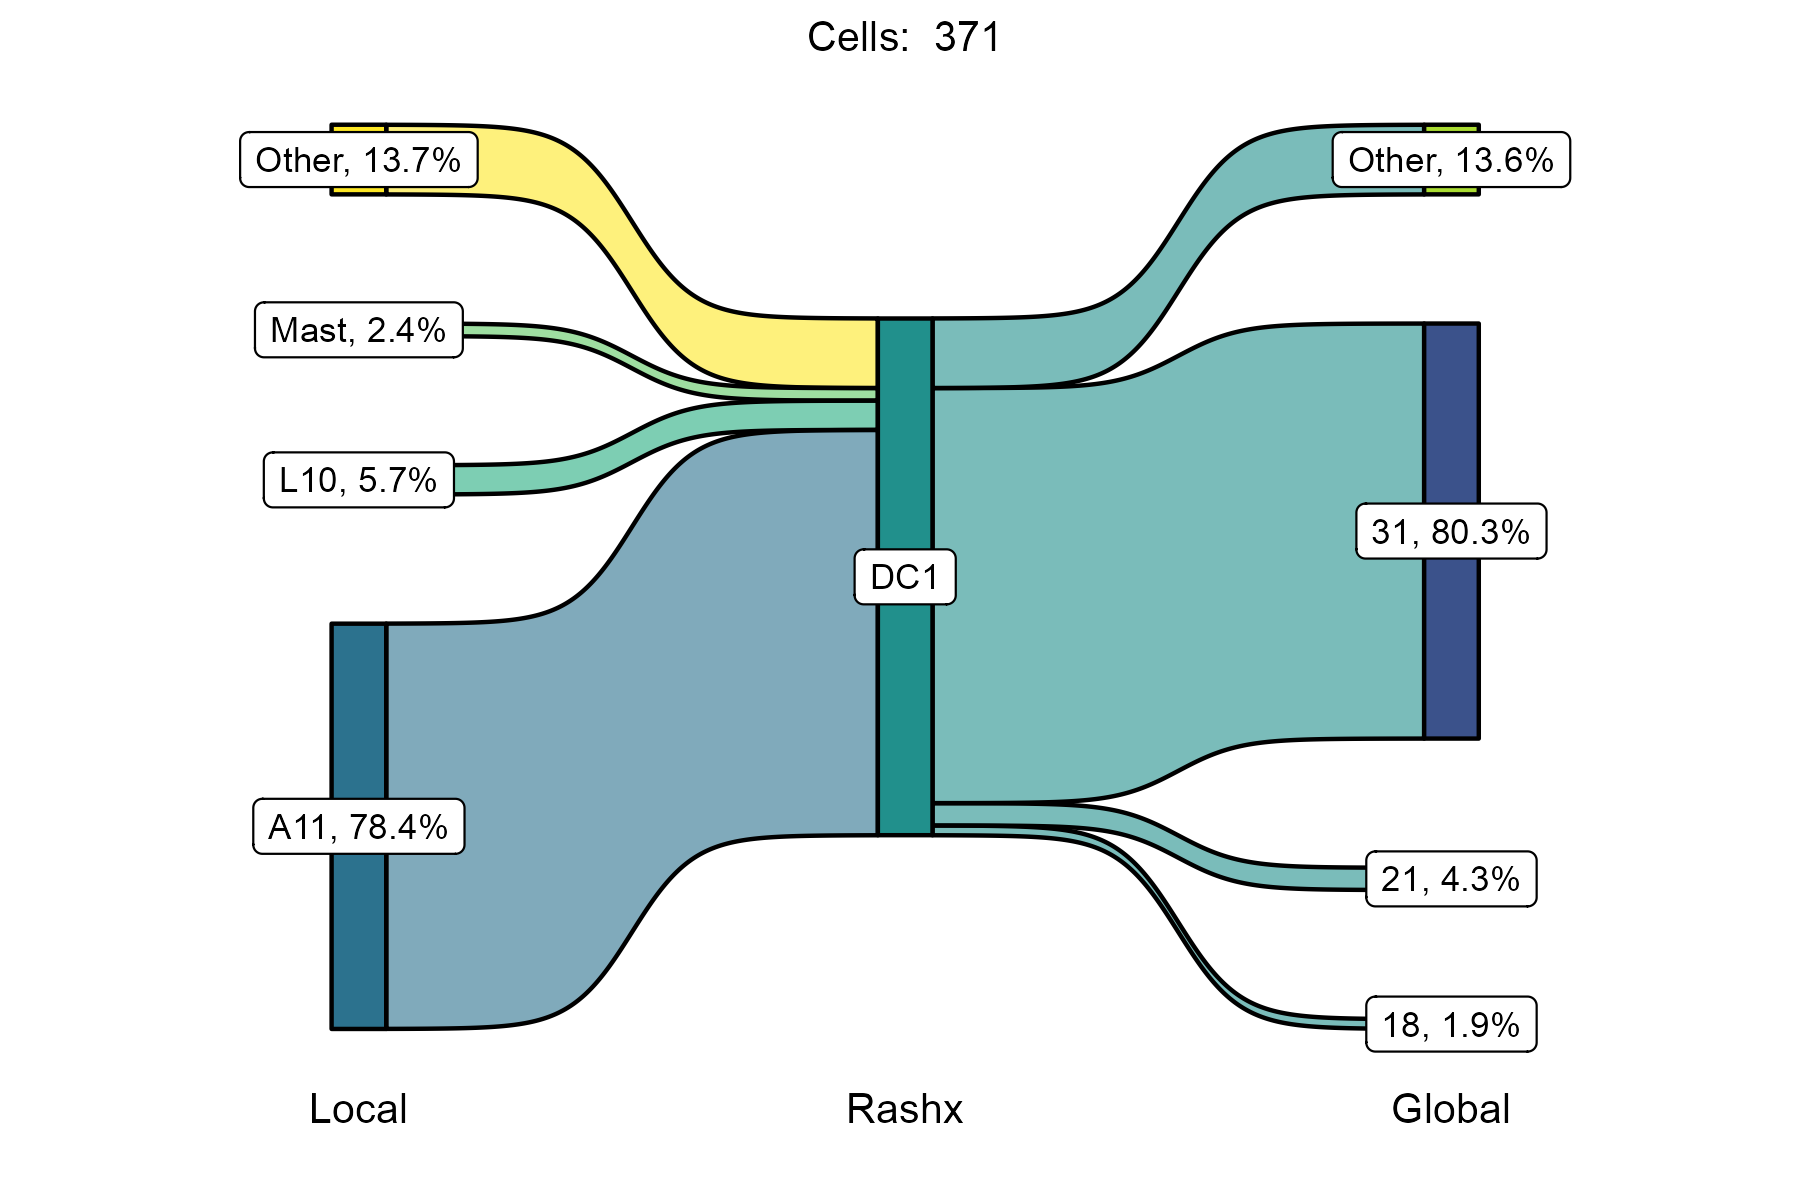 Cells:  371
Other, 13.7%
Other, 13.6%
Mast, 2.4%
L10, 5.7%
31, 80.3%
DC1
A11, 78.4%
21, 4.3%
18, 1.9%
Local
Rashx
Global